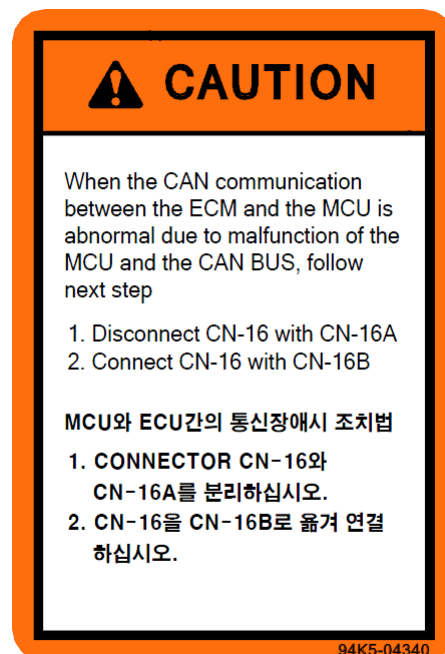 CAUTION
When the CAN communication
between the ECM and the MCU is
abnormal due to malfunction of the
MCU and the CAN BUS, follow
next step
1. Disconnect CN-16 with CN-16A
2. Connect CN-16 with CN-16B
MCU와 ECU간의 통신장애시 조치법
1. CONNECTOR CN-16와
CN-16A를 분리하십시오.
2. CN-16을 CN-16B로 옮겨 연결
하십시오.
94K5-04340